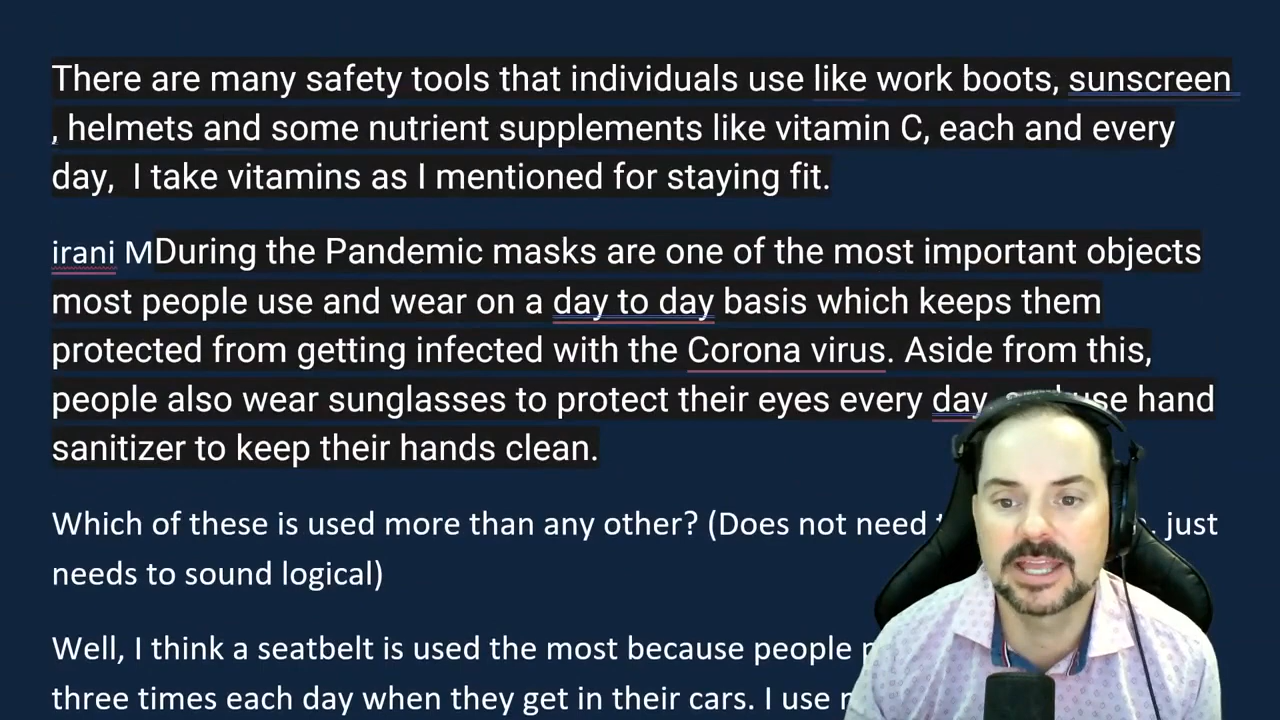 There are many safety tools that individuals use like work boots, sunscreen
, helmets and some nutrient supplements like vitamin C, each and every
day,  I take vitamins as I mentioned for staying fit.
irani MDuring the Pandemic masks are one of the most important objects
most people use and wear on a day to day basis which keeps them
protected from getting infected with the Corona virus. Aside from this,
people also wear sunglasses to protect their eyes every day use hand
sanitizer to keep their hands clean.
Which of these is used more than any other? (Does not need just
needs to sound logical)
Well, I think a seatbelt is used the most because people
three times each day when they get in their cars. I use